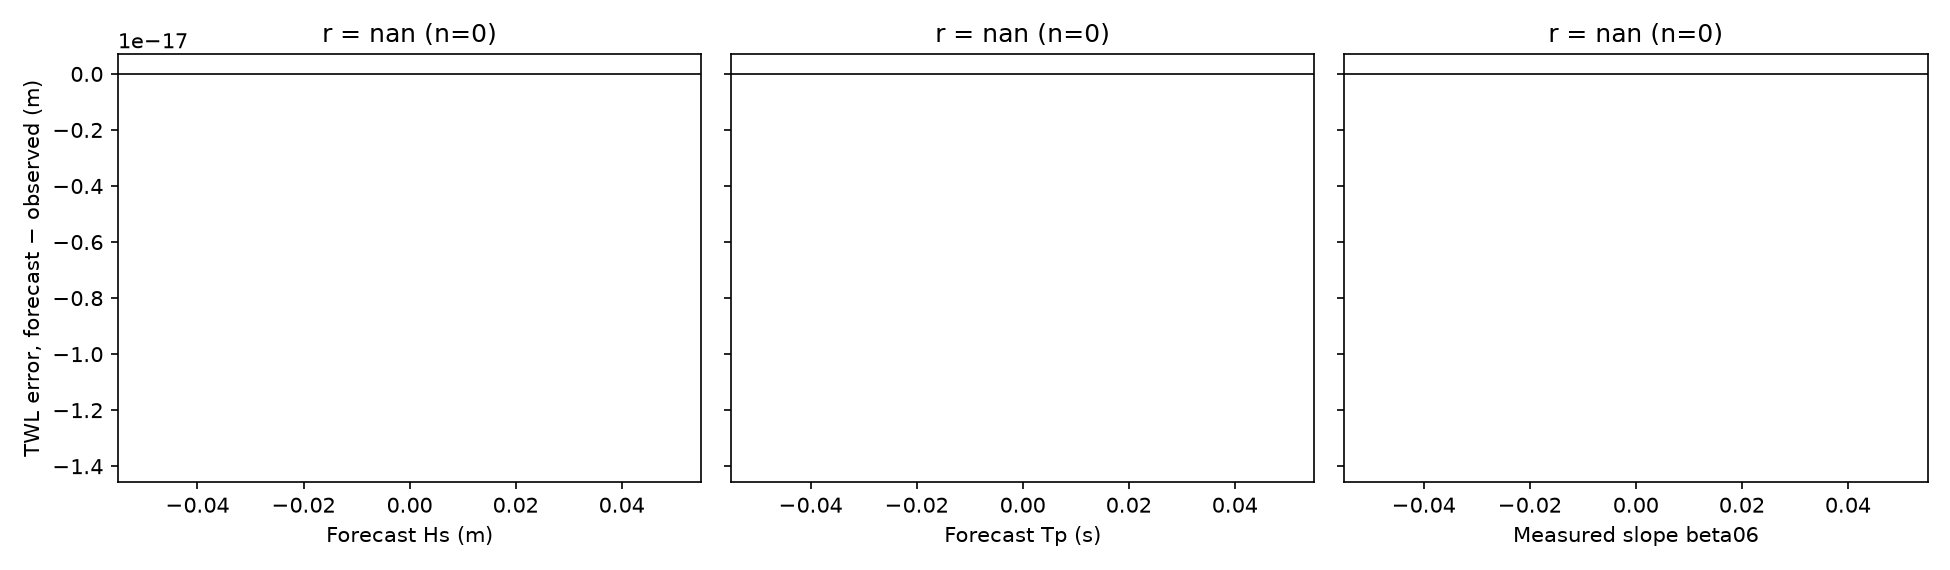 r = nan (n=0)
r = nan (n=0)
r = nan (n=0)
1e−17
0.0
−0.2
−0.4
−0.6
−0.8
−1.0
−1.2
−1.4
TWL error, forecast − observed (m)
−0.04 −0.02 0.00 0.02 0.04
Forecast Hs (m)
−0.04 −0.02 0.00 0.02 0.04
Forecast Tp (s)
−0.04 −0.02 0.00 0.02 0.04
Measured slope beta06